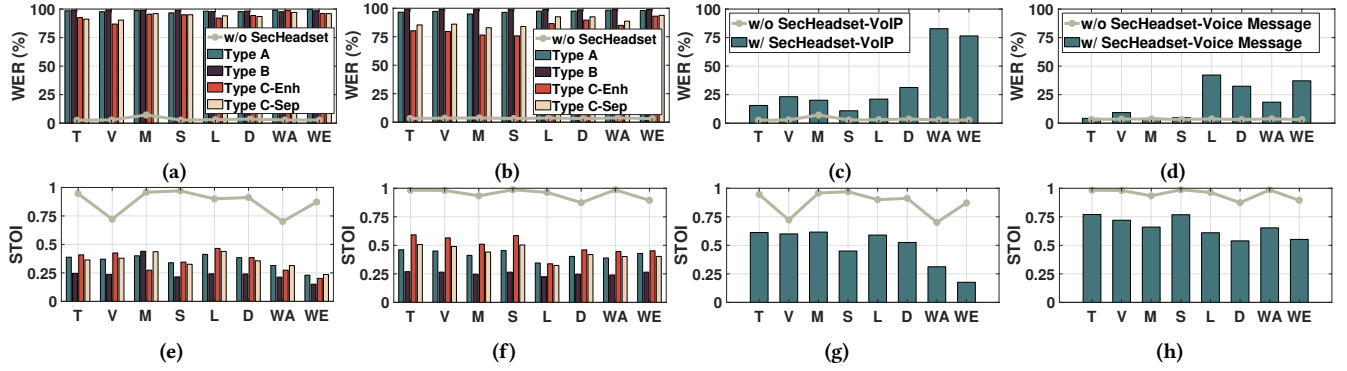 WER (%)
100
75
50
25
0
w/o SecHeadset
Type A
Type B
Type C-Enh
Type C-Sep
T V M S L D WA WE
(a)
WER (%)
100
75
50
25
0
w/o SecHeadset
Type A
Type B
Type C-Enh
Type C-Sep
T V M S L D WA WE
(b)
WER (%)
100
75
50
25
0
w/o SecHeadset-VoIP
w/ SecHeadset-VoIP
T V M S L D WA WE
(c)
WER (%)
100
75
50
25
0
w/o SecHeadset-Voice Message
w/ SecHeadset-Voice Message
T V M S L D WA WE
(d)
STOI
1
0.75
0.5
0.25
0
T V M S L D WA WE
(e)
STOI
1
0.75
0.5
0.25
0
T V M S L D WA WE
(f)
STOI
1
0.75
0.5
0.25
0
T V M S L D WA WE
(g)
STOI
1
0.75
0.5
0.25
0
T V M S L D WA WE
(h)